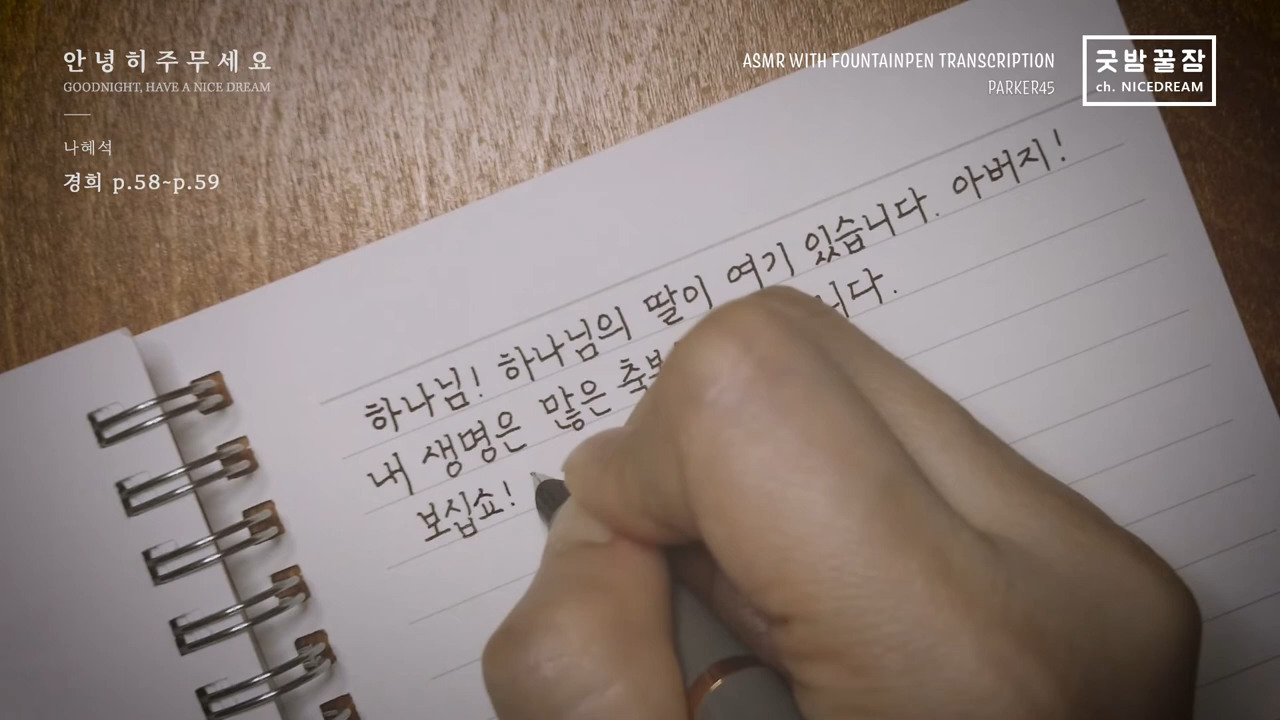 안녕히주무세요
GOODNIGHT, HAVE A NICE DREAM
나혜석
경희 p.58~p.59
ASMR WITH FOUNTAINPEN TRANSCRIPTION
PARKER45
굿밤꿀잠
ch. NICEDREAM
하나님! 하나님의 딸이 여기 있습니다. 아버지!
내 생명은 많은
보십쇼!